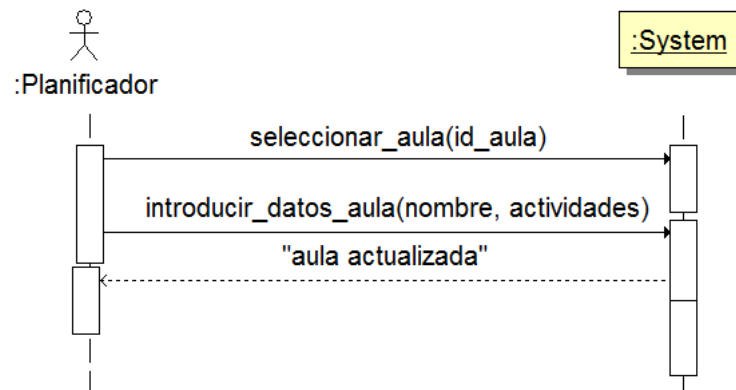 :System
:Planificador
seleccionar_aula(id_aula)
introducir_datos_aula(nombre, actividades)
"aula actualizada"